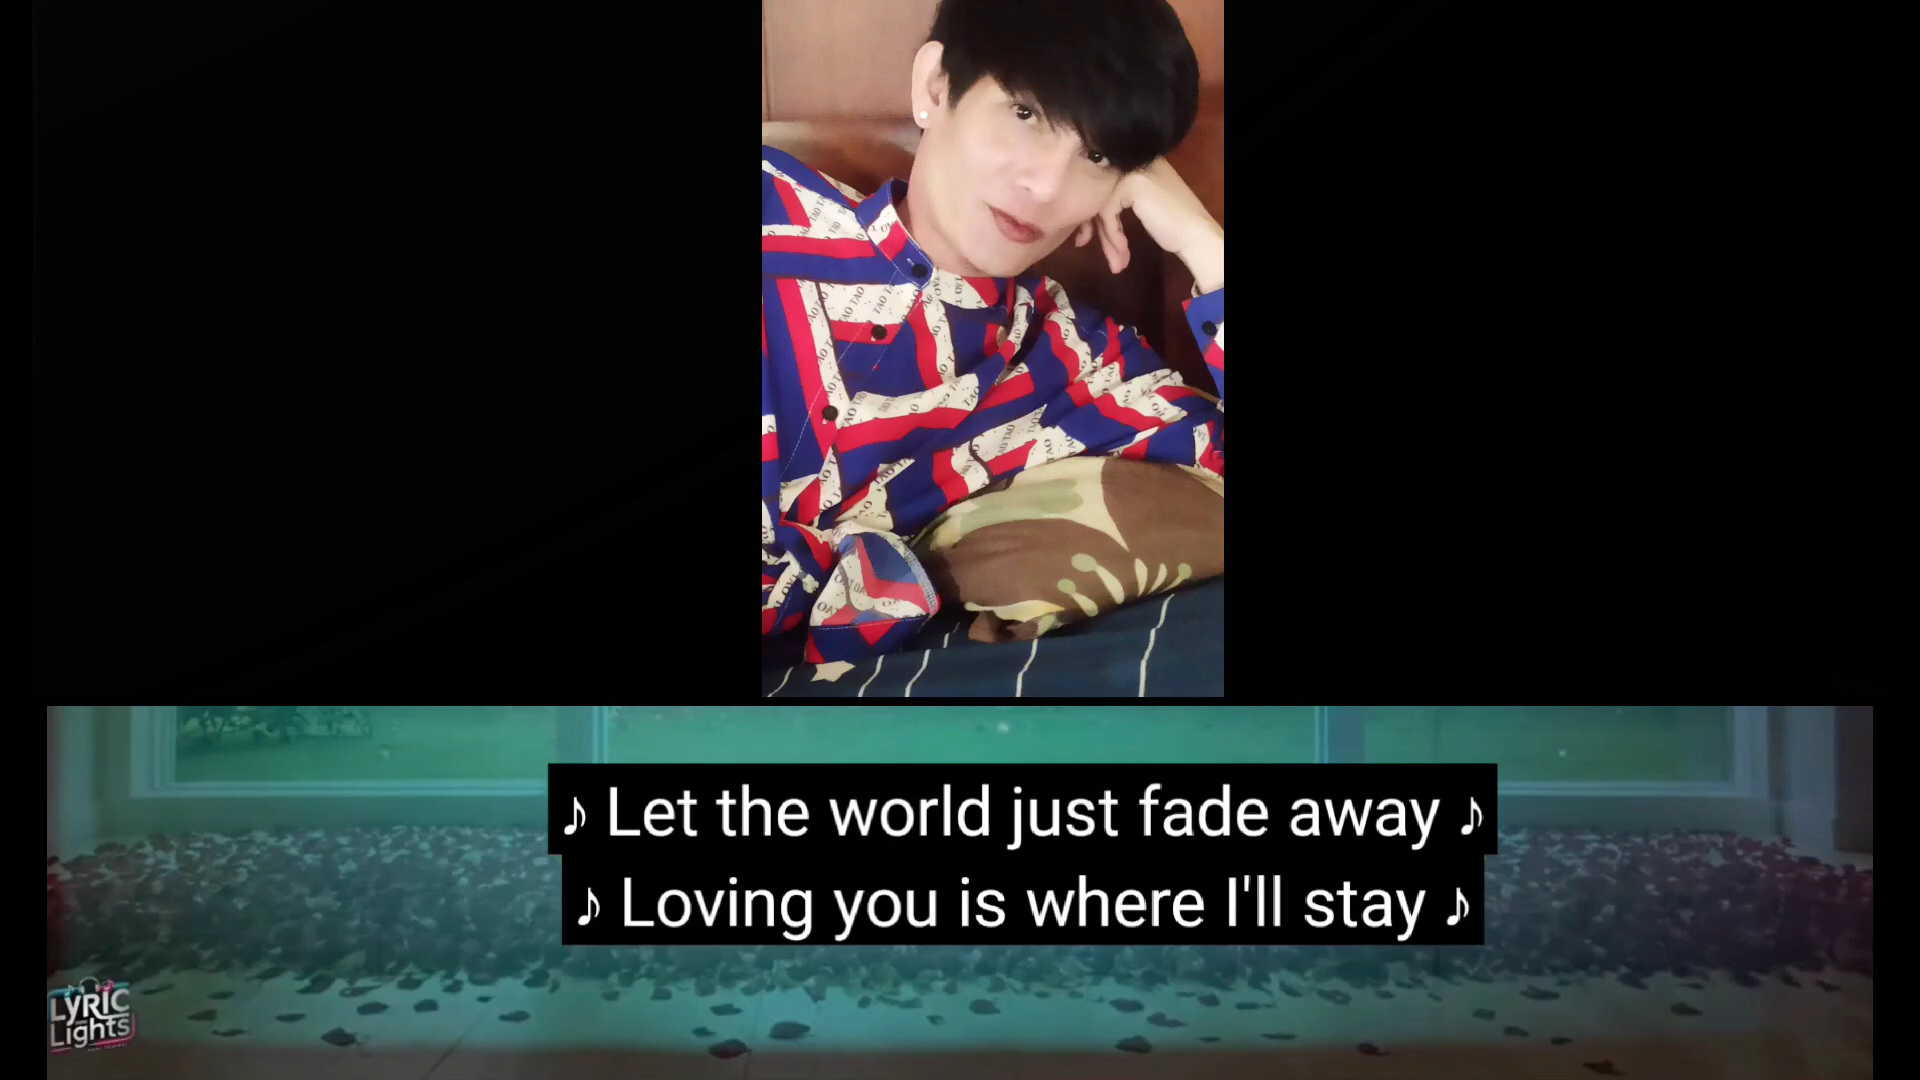 ♪ Let the world just fade away ♪
♪ Loving you is where I'll stay ♪
LYRIC
Lights